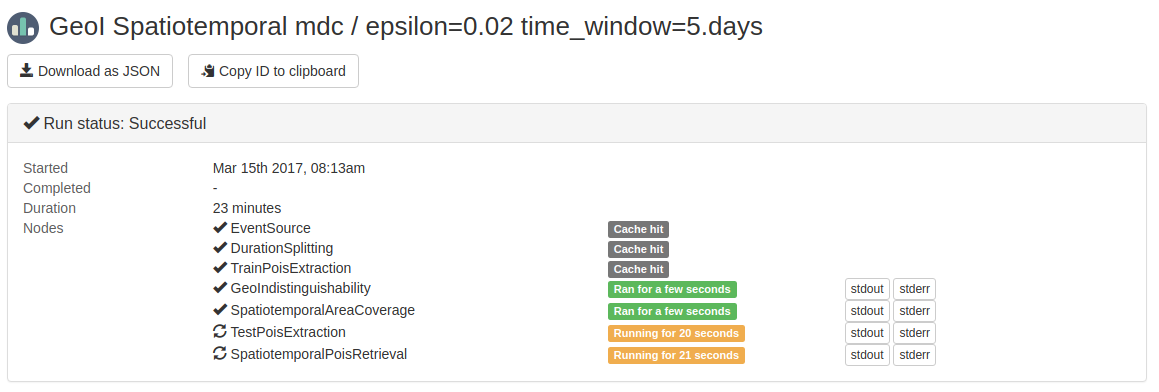 GeoI Spatiotemporal mdc / epsilon=0.02 time_window=5.days
Download as JSON Copy ID to clipboard
Run status: Successful
Started Mar 15th 2017, 08:13am
Completed -
Duration 23 minutes
Nodes EventSource Cache hit
DurationSplitting Cache hit
TrainPoisExtraction Cache hit
GeoIndistinguishability Ran for a few seconds stdout stderr
SpatiotemporalAreaCoverage Ran for a few seconds stdout stderr
TestPoisExtraction Running for 20 seconds stdout stderr
SpatiotemporalPoisRetrieval Running for 21 seconds stdout stderr